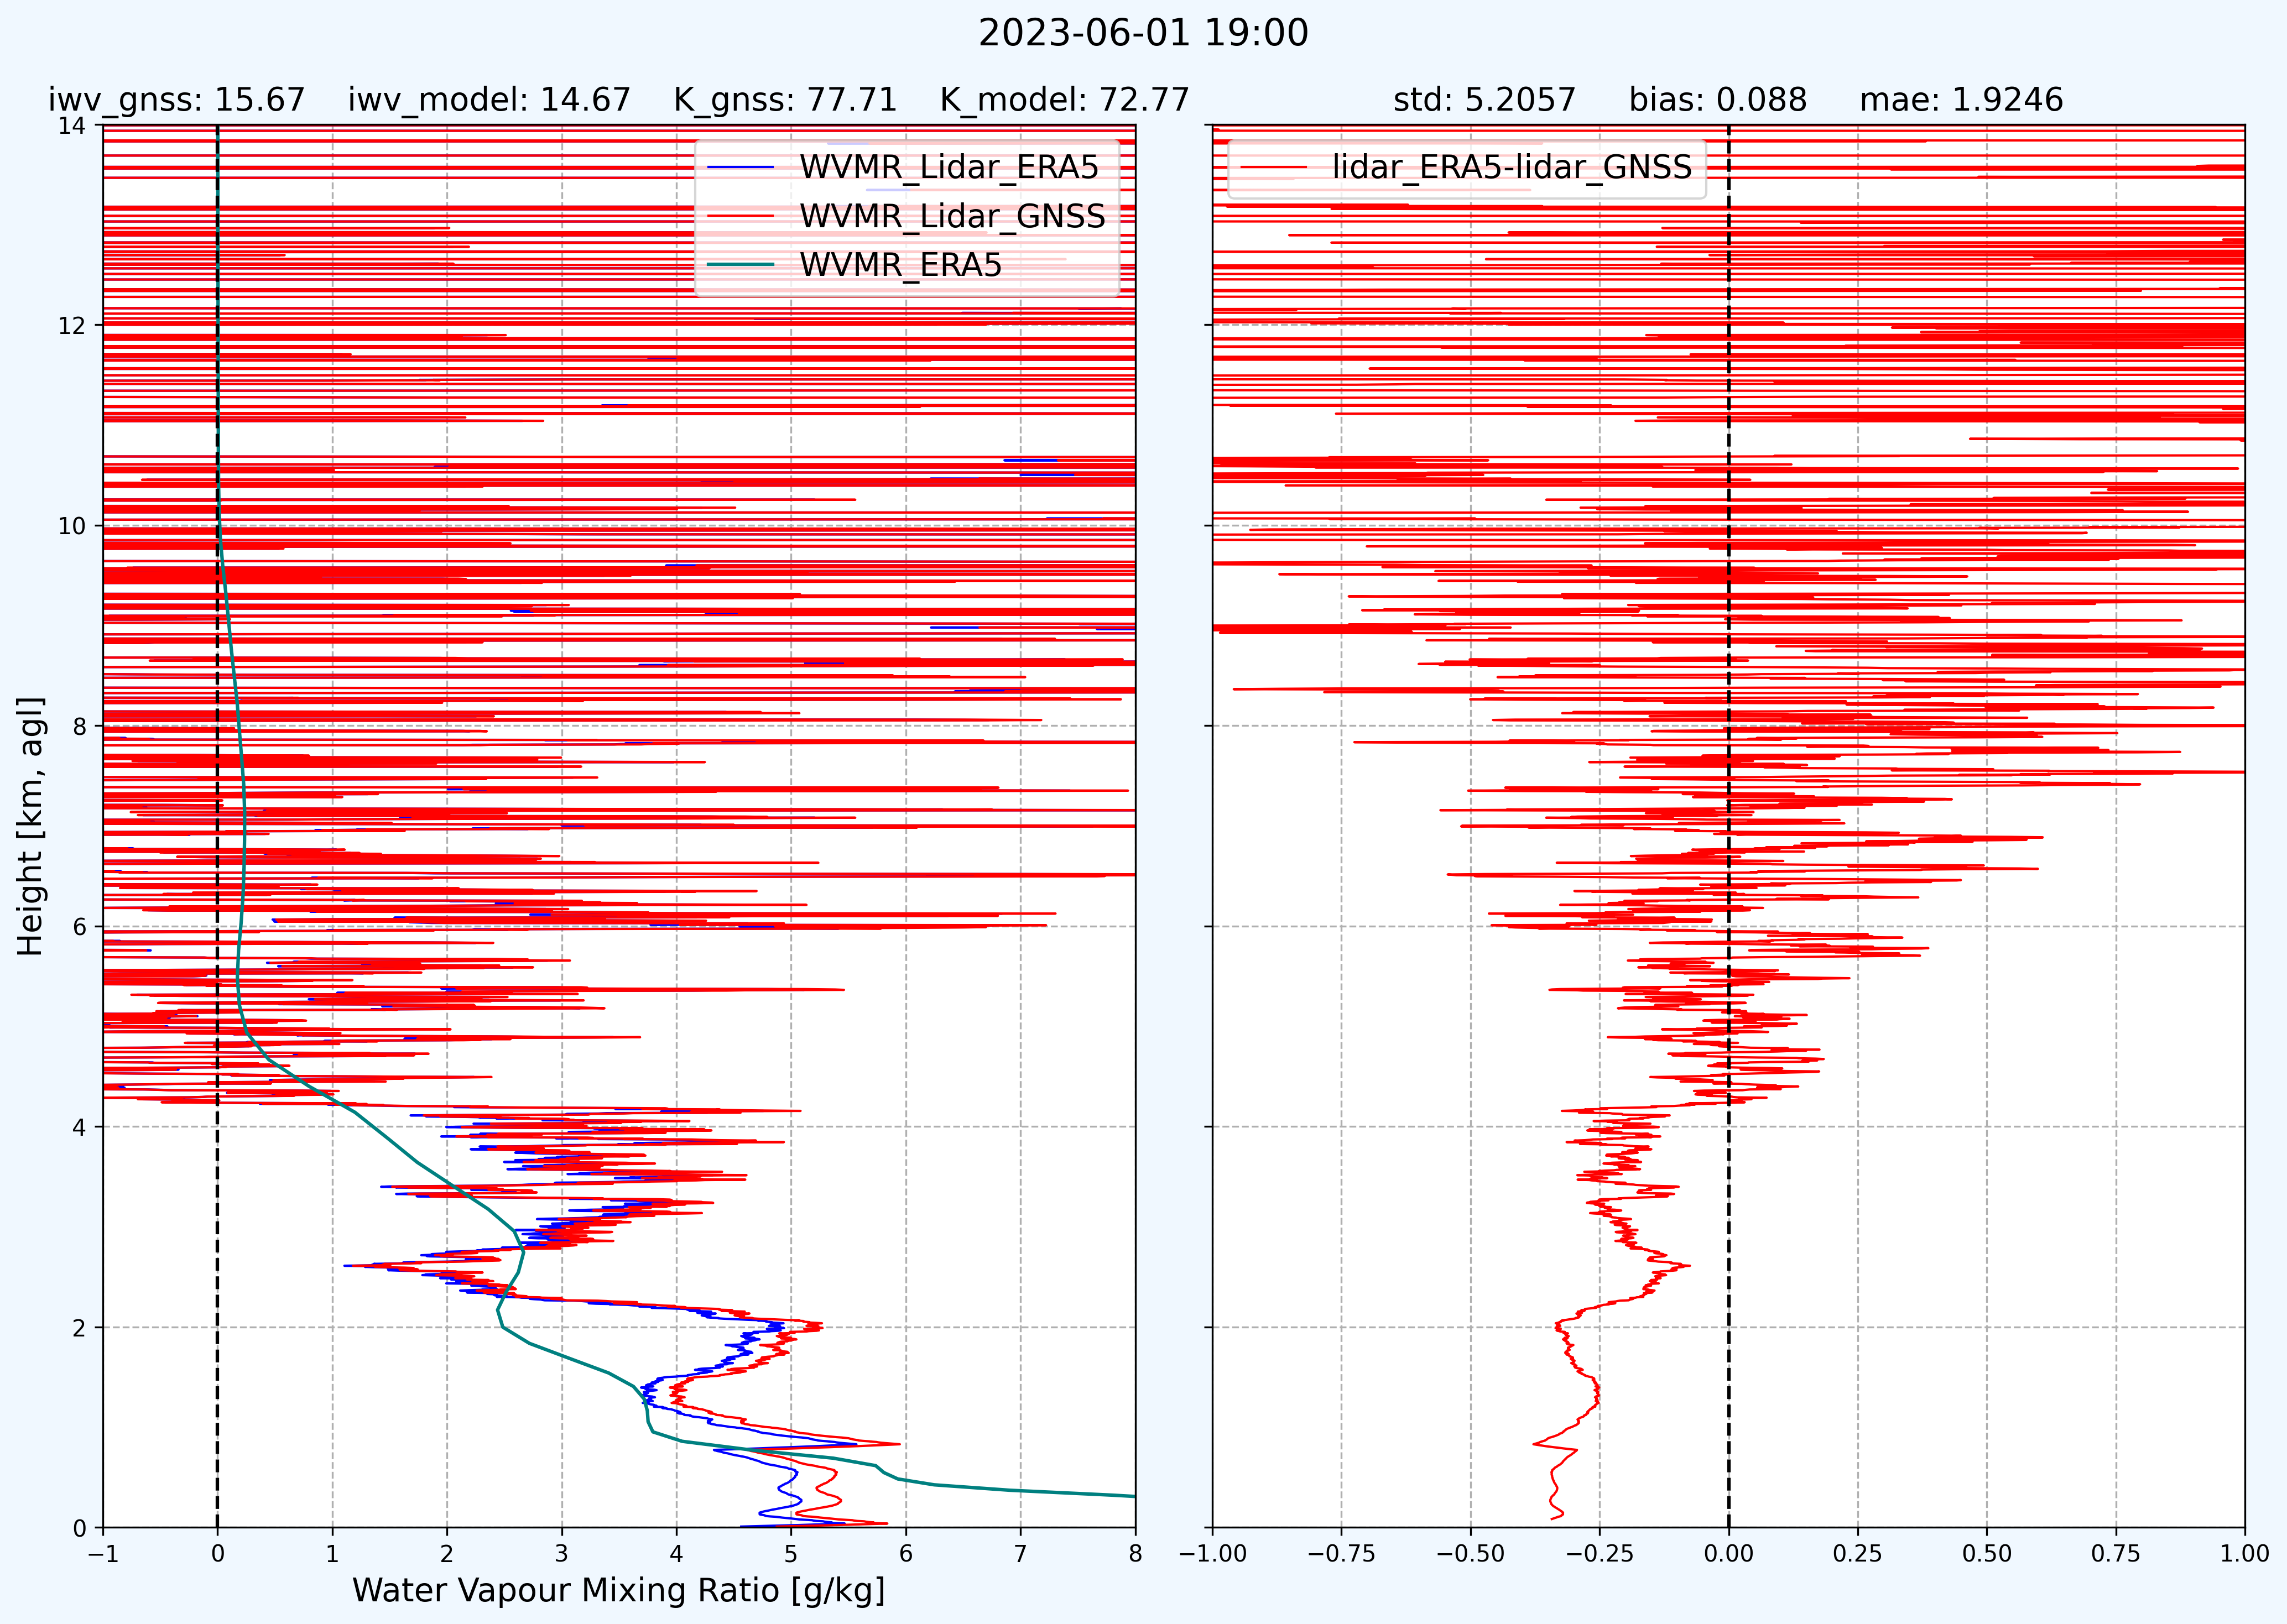 2023-06-01 19:00
iwv_gnss: 15.67 iwv_model: 14.67 K_gnss: 77.71 K_model: 72.77
std: 5.2057 bias: 0.088 mae: 1.9246
WVMR_Lidar_ERA5
WVMR_Lidar_GNSS
WVMR_ERA5
lidar_ERA5-lidar_GNSS
14
12
10
8
6
4
2
0
Height [km, agl]
−1 0 1 2 3 4 5 6 7 8
Water Vapour Mixing Ratio [g/kg]
−1.00 −0.75 −0.50 −0.25 0.00 0.25 0.50 0.75 1.00